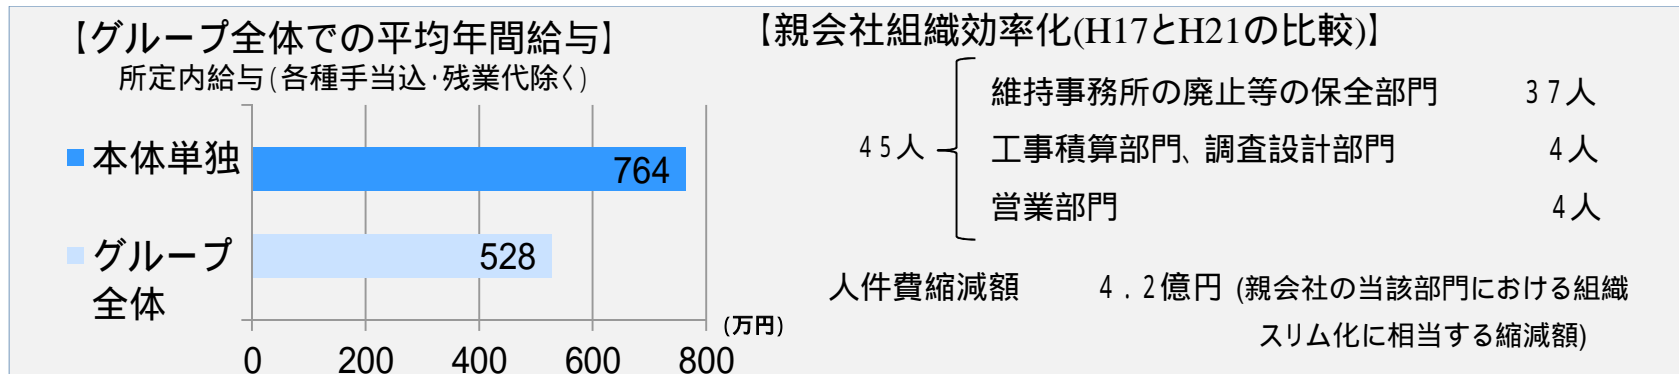 【グループ全体での平均年間給与】
所定内給与(各種手当込・残業代除く)
本体単独
764
グループ
全体
528
(万円)
0 200 400 600 800
【親会社組織効率化(H17とH21の比較)】
45人
維持事務所の廃止等の保全部門 37人
工事積算部門、調査設計部門 4人
営業部門 4人
人件費縮減額 4.2億円 (親会社の当該部門における組織
スリム化に相当する縮減額)